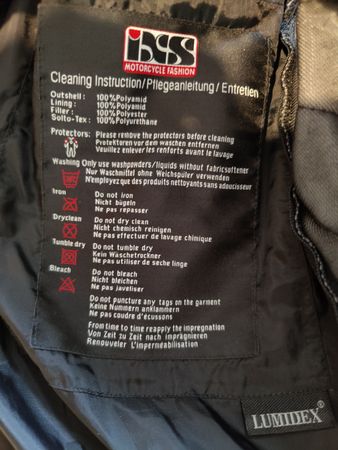 iXS
MOTORCYCLE FASHION
Cleaning Instruction/Pflegeanleitung/Entretien
Outshell: 100%Polyamid
Lining: 100%Polyamid
Filler: 100%Polyester
Solto-Tex: 100%Polyurethane
Protectors: Please remove the protectors before cleaning
Protektoren vor dem waschen entfernen
Veuillez enlever les renforts avant le lavage
Washing Only use washpowders/liquids without fabricsoftener
Nur Waschmittel ohne Weichspüler verwenden
N'employez que des produits nettoyants sans adoucisseur
Iron Do not iron
Nicht bügeln
Ne pas repasser
Dryclean Do not dry clean
Nicht chemisch reinigen
Ne pas effectuer de lavage chimique
Tumble dry Do not tumble dry
Kein Wäschetrockner
Ne pas utiliser de seche linge
Bleach Do not bleach
Nicht bleichen
Ne pas javeliser
Do not puncture any tags on the garment
Keine Nummern anklammern
Ne pas coudre d'écussons
From time to time reapply the impregnation
Von Zeit zu Zeit nach imprägnieren
Renouveler L'imperméabilisation
LUMIDEX®